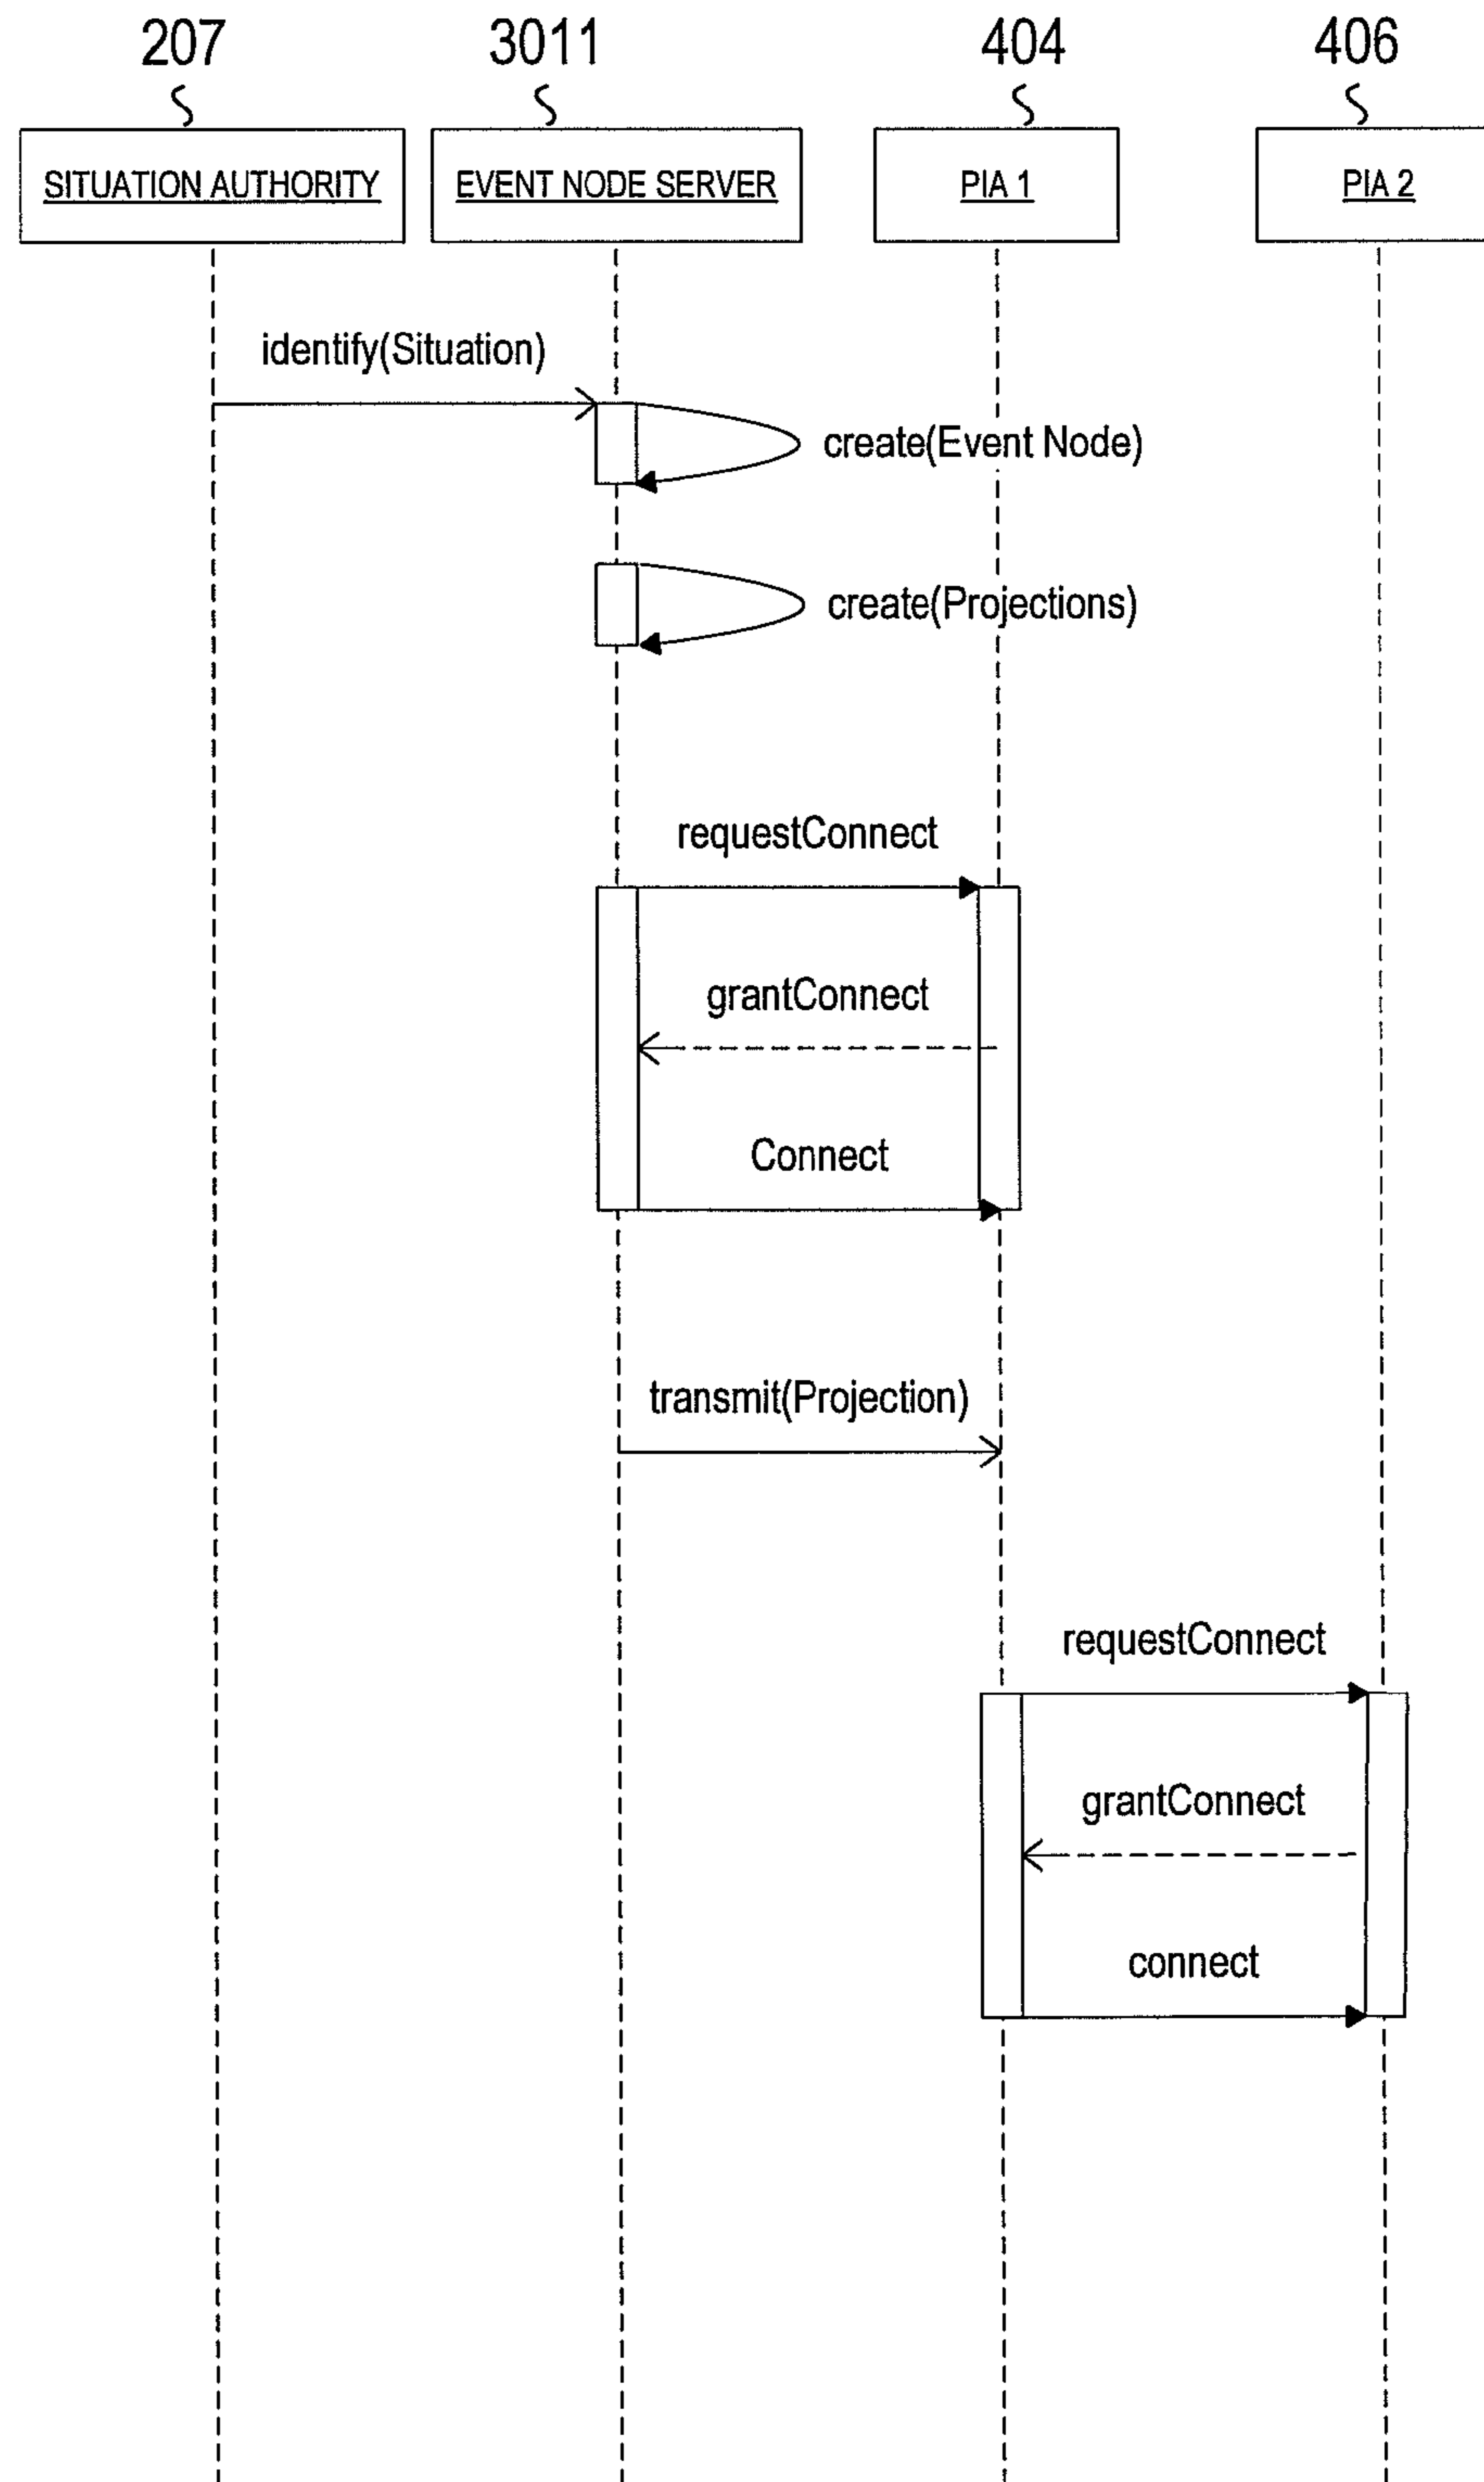 207 3011 404 406
SITUATION AUTHORITY EVENT NODE SERVER PIA 1 PIA 2
identify(Situation)
create(Event Node)
create(Projections)
requestConnect
grantConnect
Connect
transmit(Projection)
requestConnect
grantConnect
connect